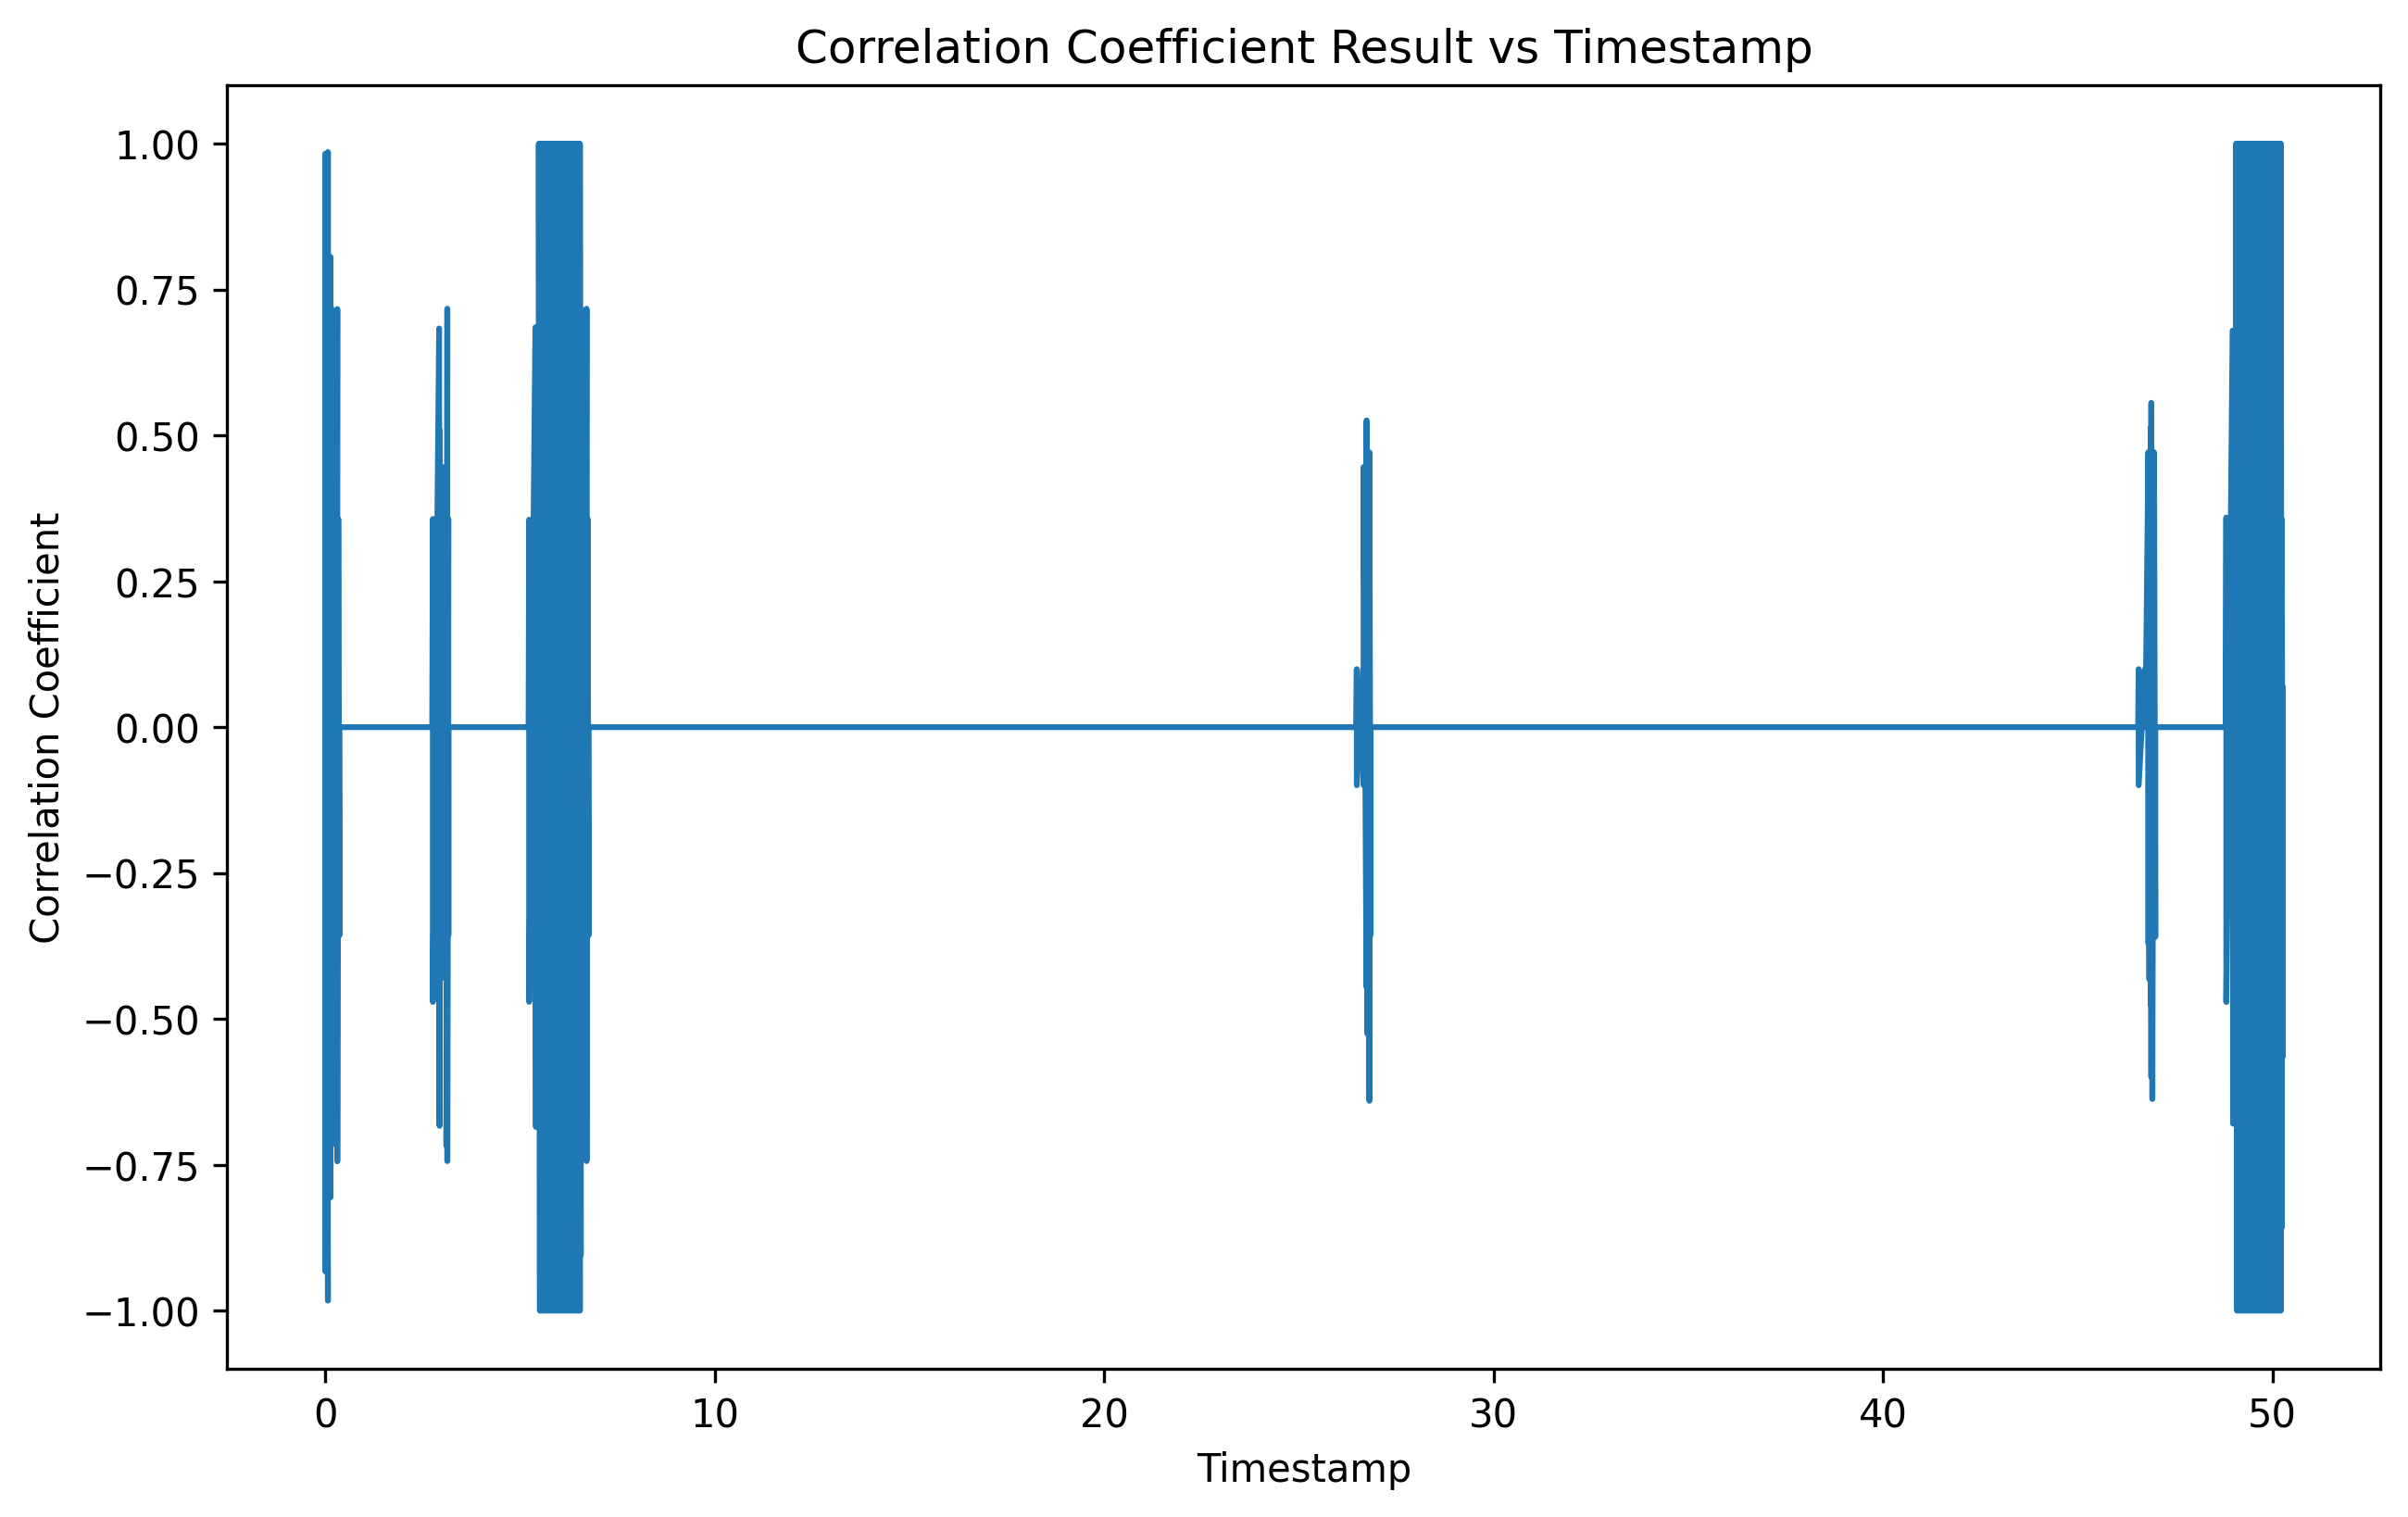 Correlation Coefficient Result vs Timestamp
Correlation Coefficient
1.00
0.75
0.50
0.25
0.00
−0.25
−0.50
−0.75
−1.00
0 10 20 30 40 50
Timestamp